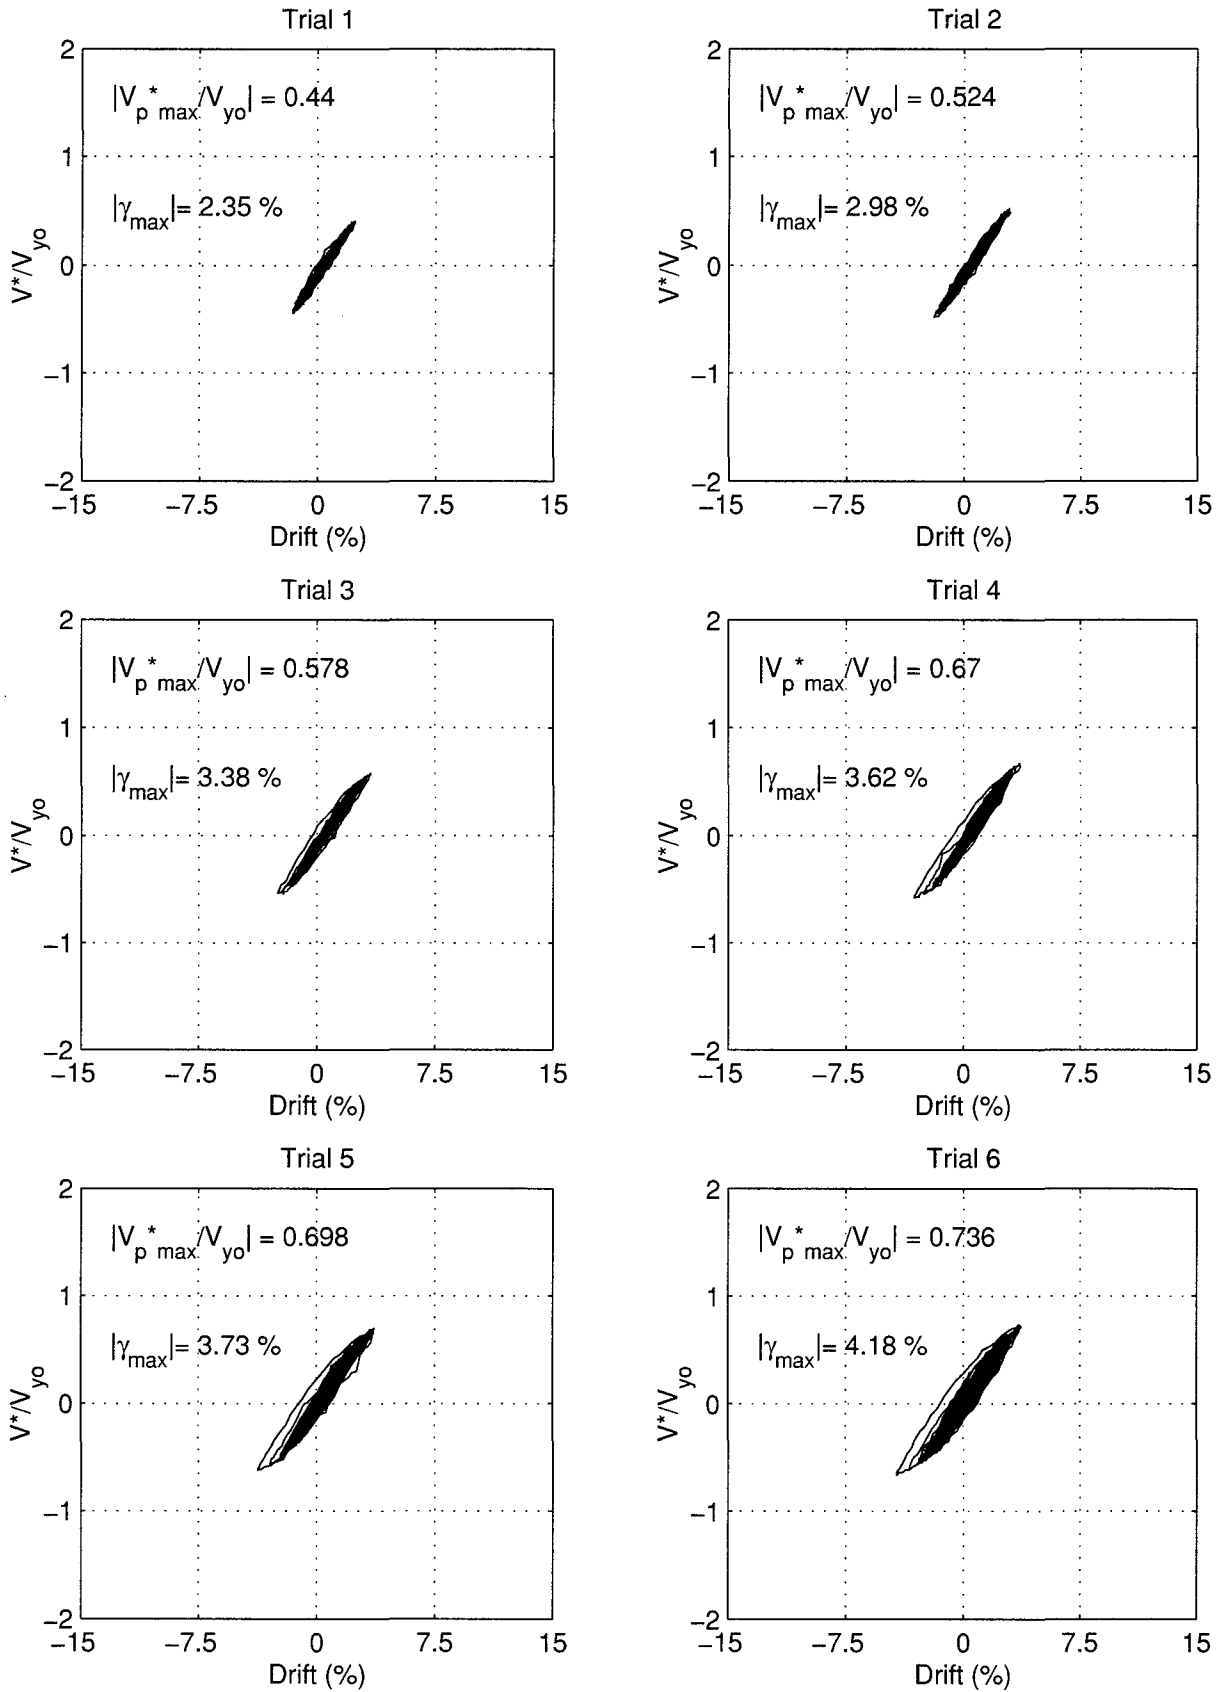 Trial 1
|Vp*max/Vyo| = 0.44
|γmax|= 2.35 %
V*/Vyo
2
1
0
−1
−2
−15
−7.5
0
7.5
15
Drift (%)
Trial 2
|Vp*max/Vyo| = 0.524
|γmax|= 2.98 %
V*/Vyo
2
1
0
−1
−2
−15
−7.5
0
7.5
15
Drift (%)
Trial 3
|Vp*max/Vyo| = 0.578
|γmax|= 3.38 %
V*/Vyo
2
1
0
−1
−2
−15
−7.5
0
7.5
15
Drift (%)
Trial 4
|Vp*max/Vyo| = 0.67
|γmax|= 3.62 %
V*/Vyo
2
1
0
−1
−2
−15
−7.5
0
7.5
15
Drift (%)
Trial 5
|Vp*max/Vyo| = 0.698
|γmax|= 3.73 %
V*/Vyo
2
1
0
−1
−2
−15
−7.5
0
7.5
15
Drift (%)
Trial 6
|Vp*max/Vyo| = 0.736
|γmax|= 4.18 %
V*/Vyo
2
1
0
−1
−2
−15
−7.5
0
7.5
15
Drift (%)